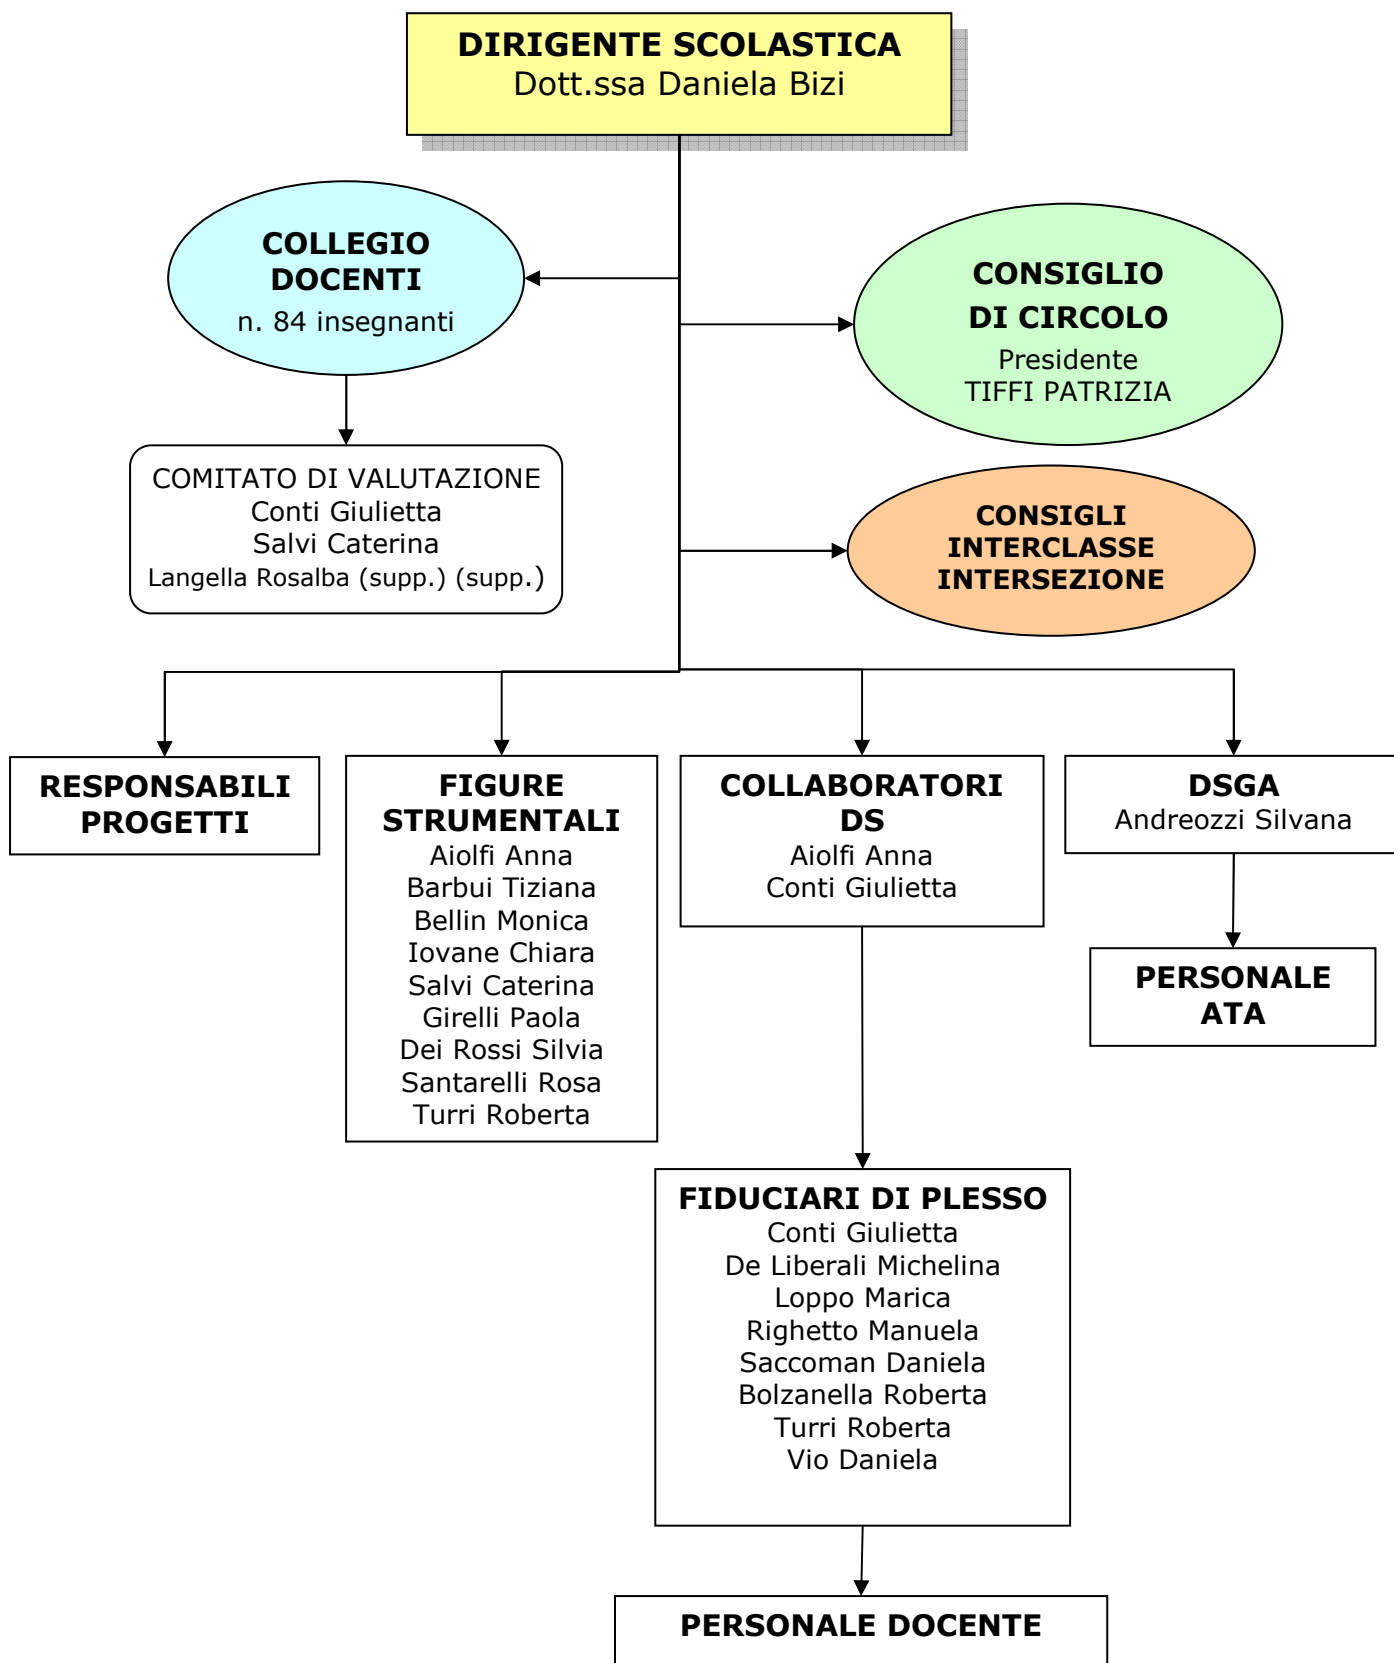 DIRIGENTE SCOLASTICA
Dott.ssa Daniela Bizi
COLLEGIO
DOCENTI
n. 84 insegnanti
CONSIGLIO
DI CIRCOLO
Presidente
TIFFI PATRIZIA
COMITATO DI VALUTAZIONE
Conti Giulietta
Salvi Caterina
Langella Rosalba (supp.) (supp.)
CONSIGLI
INTERCLASSE
INTERSEZIONE
RESPONSABILI
PROGETTI
FIGURE
STRUMENTALI
Aiolfi Anna
Barbui Tiziana
Bellin Monica
Iovane Chiara
Salvi Caterina
Girelli Paola
Dei Rossi Silvia
Santarelli Rosa
Turri Roberta
COLLABORATORI
DS
Aiolfi Anna
Conti Giulietta
DSGA
Andreozzi Silvana
PERSONALE
ATA
FIDUCIARI DI PLESSO
Conti Giulietta
De Liberali Michelina
Loppo Marica
Righetto Manuela
Saccoman Daniela
Bolzanella Roberta
Turri Roberta
Vio Daniela
PERSONALE DOCENTE